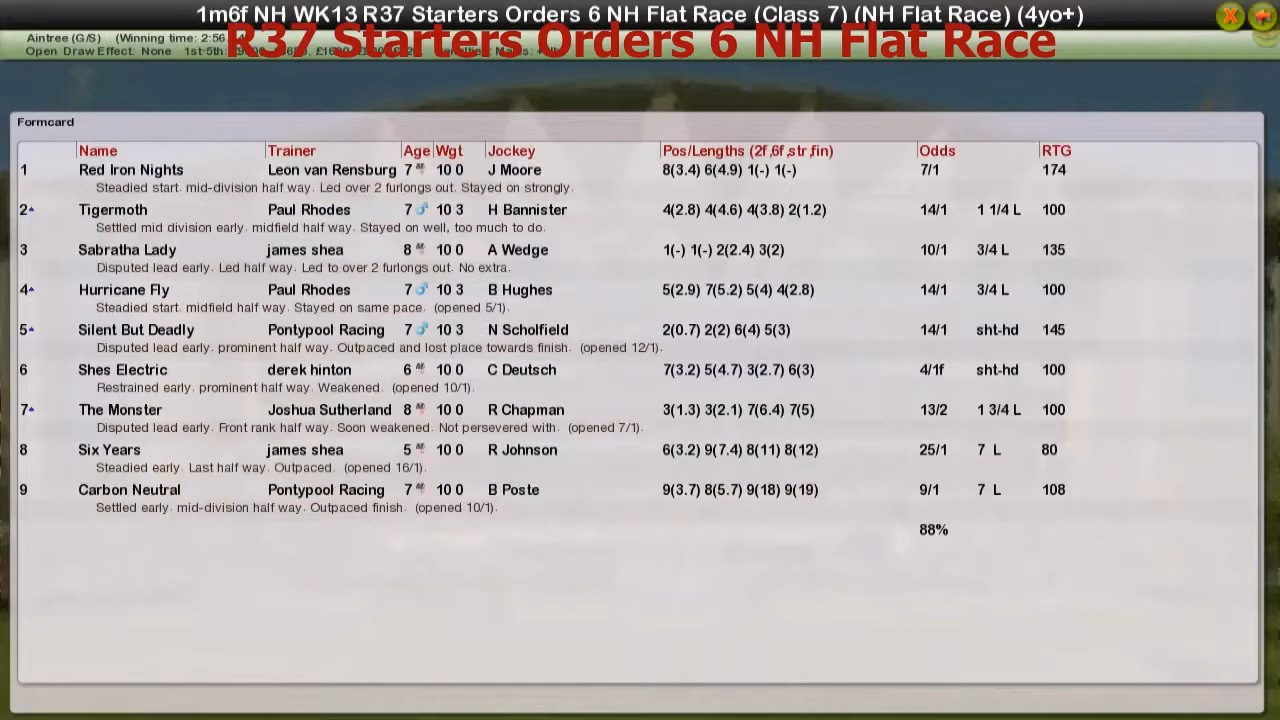 1m6f NH WK13 R37 Starters Orders 6 NH Flat Race (Class 7) (NH Flat Race) (4yo+)
R37 Starters Orders 6 NH Flat Race
Aintree (G/S) (Winning time: 2:56.
Open Draw Effect: None 1st-5th:
Formcard
Name Trainer Age Wgt Jockey Pos/Lengths (2f,6f,str,fin) Odds RTG
1 Red Iron Nights Leon van Rensburg 7 10 0 J Moore 8(3.4) 6(4.9) 1(-) 1(-) 7/1 174
Steadied start. mid-division half way. Led over 2 furlongs out. Stayed on strongly.
2 Tigermoth Paul Rhodes 7 10 3 H Bannister 4(2.8) 4(4.6) 4(3.8) 2(1.2) 14/1 1 1/4 L 100
Settled mid division early. midfield half way. Stayed on well, too much to do.
3 Sabratha Lady james shea 8 10 0 A Wedge 1(-) 1(-) 2(2.4) 3(2) 10/1 3/4 L 135
Disputed lead early. Led half way. Led to over 2 furlongs out. No extra.
4 Hurricane Fly Paul Rhodes 7 10 3 B Hughes 5(2.9) 7(5.2) 5(4) 4(2.8) 14/1 3/4 L 100
Steadied start. midfield half way. Stayed on same pace. (opened 5/1).
5 Silent But Deadly Pontypool Racing 7 10 3 N Scholfield 2(0.7) 2(2) 6(4) 5(3) 14/1 sht-hd 145
Disputed lead early. prominent half way. Outpaced and lost place towards finish. (opened 12/1).
6 Shes Electric derek hinton 6 10 0 C Deutsch 7(3.2) 5(4.7) 3(2.7) 6(3) 4/1f sht-hd 100
Restrained early. prominent half way. Weakened. (opened 10/1).
7 The Monster Joshua Sutherland 8 10 0 R Chapman 3(1.3) 3(2.1) 7(6.4) 7(5) 13/2 1 3/4 L 100
Disputed lead early. Front rank half way. Soon weakened. Not persevered with. (opened 7/1).
8 Six Years james shea 5 10 0 R Johnson 6(3.2) 9(7.4) 8(11) 8(12) 25/1 7 L 80
Steadied early. Last half way. Outpaced. (opened 16/1).
9 Carbon Neutral Pontypool Racing 7 10 0 B Poste 9(3.7) 8(5.7) 9(18) 9(19) 9/1 7 L 108
Settled early. mid-division half way. Outpaced finish. (opened 10/1).
88%